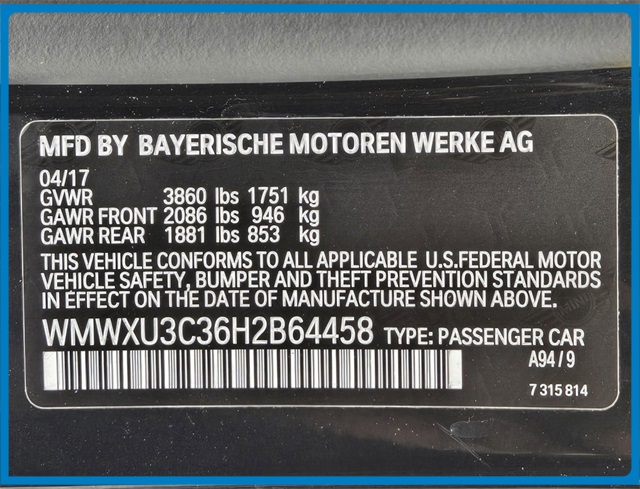 MFD BY BAYERISCHE MOTOREN WERKE AG
04/17
GVWR 3860 lbs 1751 kg
GAWR FRONT 2086 lbs 946 kg
GAWR REAR 1881 lbs 853 kg
THIS VEHICLE CONFORMS TO ALL APPLICABLE U.S.FEDERAL MOTOR
VEHICLE SAFETY, BUMPER AND THEFT PREVENTION STANDARDS
IN EFFECT ON THE DATE OF MANUFACTURE SHOWN ABOVE.
WMWXU3C36H2B64458 TYPE: PASSENGER CAR
A94/9
7 315 814